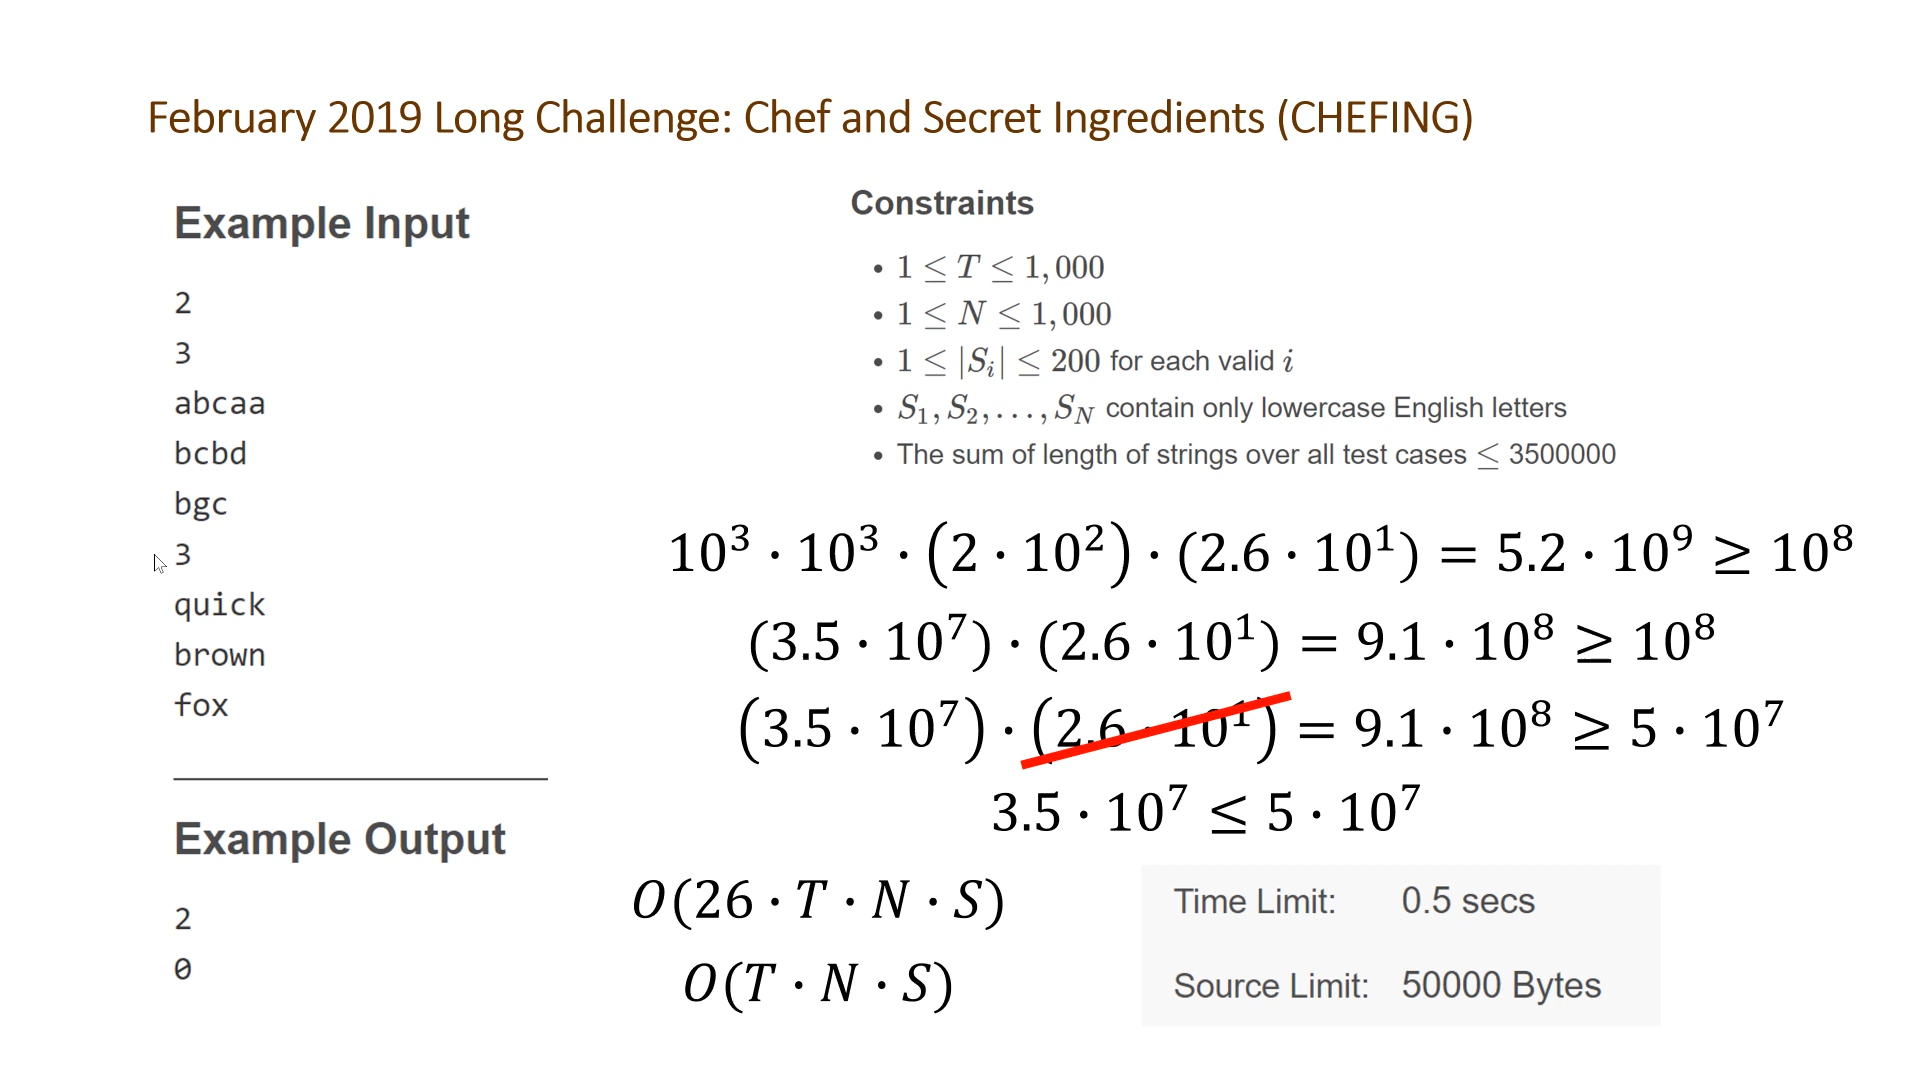 February 2019 Long Challenge: Chef and Secret Ingredients (CHEFING)
Example Input
2
3
abcaa
bcbd
bgc
3
quick
brown
fox
Example Output
2
0
Constraints
• 1 ≤ T ≤ 1,000
• 1 ≤ N ≤ 1,000
• 1 ≤ |Sᵢ| ≤ 200 for each valid i
• S₁, S₂, ..., S_N contain only lowercase English letters
• The sum of length of strings over all test cases ≤ 3500000
10³ · 10³ · (2 · 10²) · (2.6 · 10¹) = 5.2 · 10⁹ ≥ 10⁸
(3.5 · 10⁷) · (2.6 · 10¹) = 9.1 · 10⁸ ≥ 10⁸
(3.5 · 10⁷) · (2.6 · 10¹) = 9.1 · 10⁸ ≥ 5 · 10⁷
3.5 · 10⁷ ≤ 5 · 10⁷
O(26 · T · N · S)
O(T · N · S)
Time Limit: 0.5 secs
Source Limit: 50000 Bytes